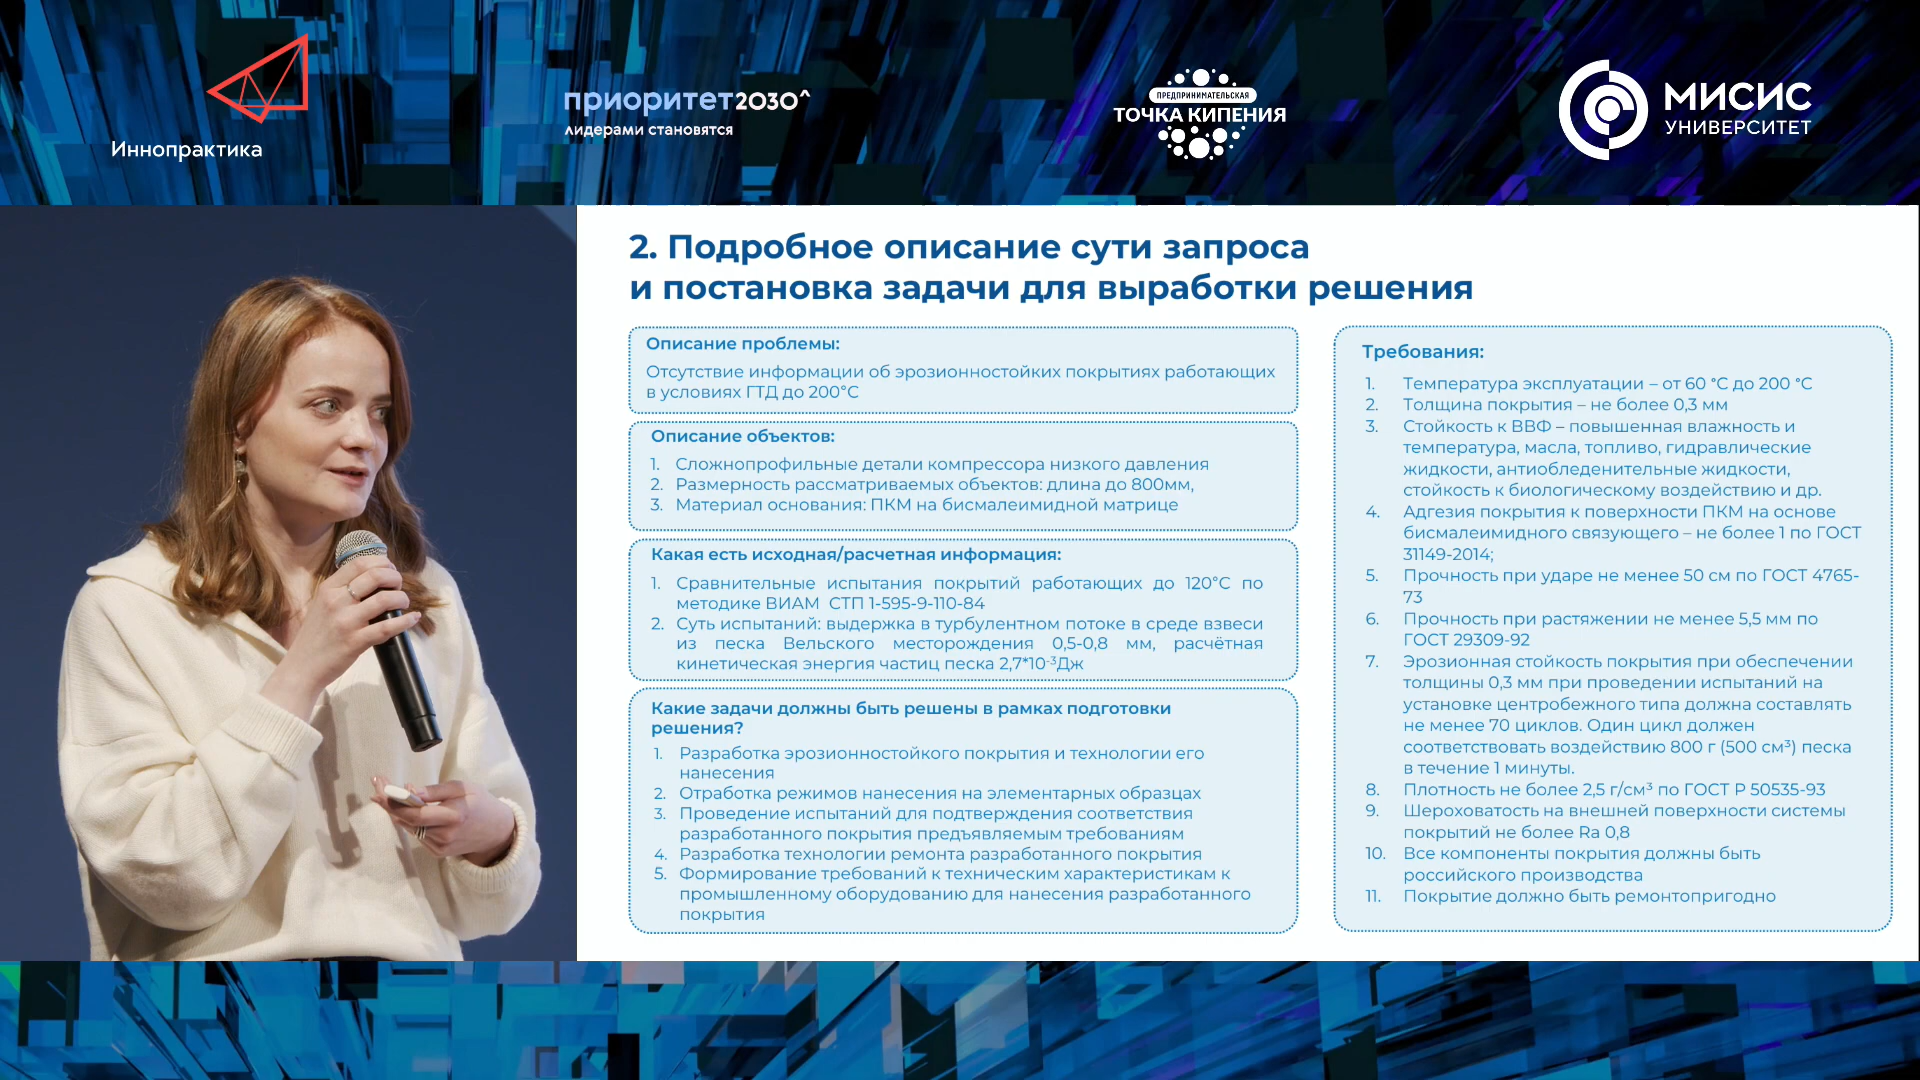 Иннопрактика
приоритет2030^
лидерами становятся
ПРЕДПРИНИМАТЕЛЬСКАЯ
ТОЧКА КИПЕНИЯ
МИСИС
УНИВЕРСИТЕТ
2. Подробное описание сути запроса
и постановка задачи для выработки решения
Описание проблемы:
Отсутствие информации об эрозионностойких покрытиях работающих
в условиях ГТД до 200°С
Описание объектов:
1. Сложнопрофильные детали компрессора низкого давления
2. Размерность рассматриваемых объектов: длина до 800мм,
3. Материал основания: ПКМ на бисмалеимидной матрице
Какая есть исходная/расчетная информация:
1. Сравнительные испытания покрытий работающих до 120°С по
методике ВИАМ СТП 1-595-9-110-84
2. Суть испытаний: выдержка в турбулентном потоке в среде взвеси
из песка Вельского месторождения 0,5-0,8 мм, расчётная
кинетическая энергия частиц песка 2,7*10⁻³Дж
Какие задачи должны быть решены в рамках подготовки
решения?
1. Разработка эрозионностойкого покрытия и технологии его
нанесения
2. Отработка режимов нанесения на элементарных образцах
3. Проведение испытаний для подтверждения соответствия
разработанного покрытия предъявляемым требованиям
4. Разработка технологии ремонта разработанного покрытия
5. Формирование требований к техническим характеристикам к
промышленному оборудованию для нанесения разработанного
покрытия
Требования:
1. Температура эксплуатации – от 60 °С до 200 °С
2. Толщина покрытия – не более 0,3 мм
3. Стойкость к ВВФ – повышенная влажность и
температура, масла, топливо, гидравлические
жидкости, антиобледенительные жидкости,
стойкость к биологическому воздействию и др.
4. Адгезия покрытия к поверхности ПКМ на основе
бисмалеимидного связующего – не более 1 по ГОСТ
31149-2014;
5. Прочность при ударе не менее 50 см по ГОСТ 4765-
73
6. Прочность при растяжении не менее 5,5 мм по
ГОСТ 29309-92
7. Эрозионная стойкость покрытия при обеспечении
толщины 0,3 мм при проведении испытаний на
установке центробежного типа должна составлять
не менее 70 циклов. Один цикл должен
соответствовать воздействию 800 г (500 см³) песка
в течение 1 минуты.
8. Плотность не более 2,5 г/см³ по ГОСТ Р 50535-93
9. Шероховатость на внешней поверхности системы
покрытий не более Ra 0,8
10. Все компоненты покрытия должны быть
российского производства
11. Покрытие должно быть ремонтопригодно